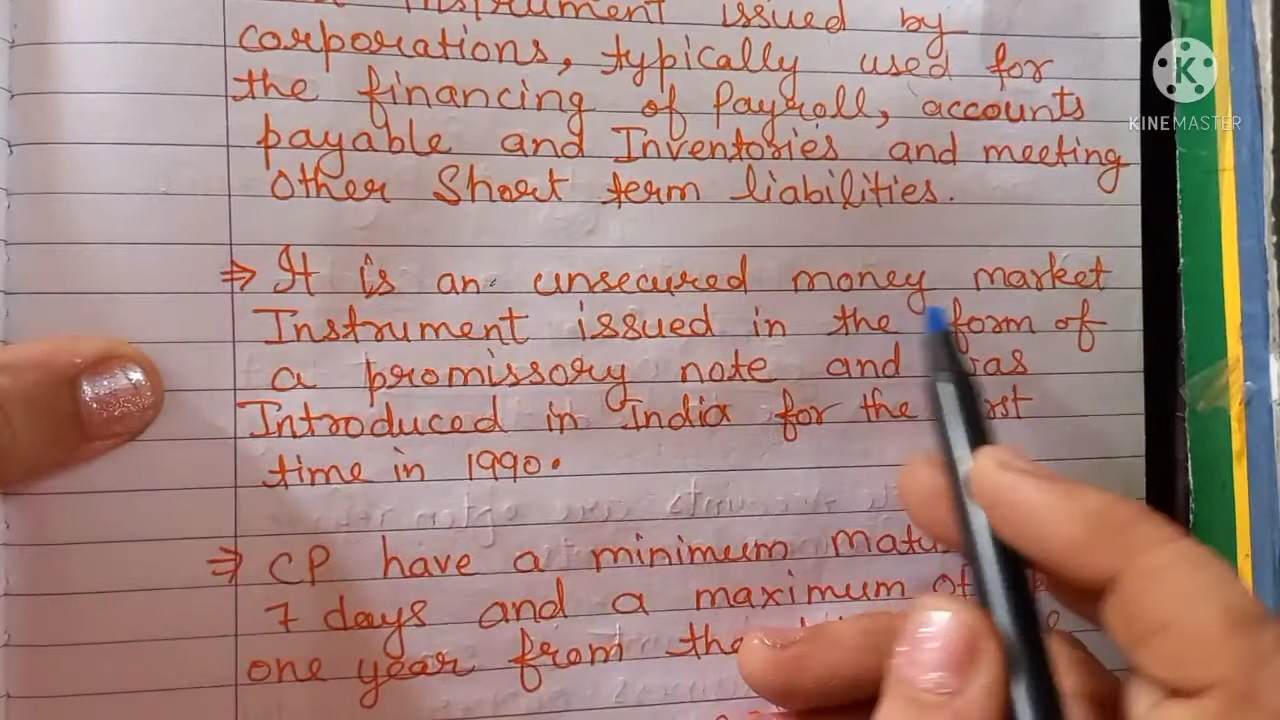 Instrument issued by
corporations, typically used for
the financing of Payroll, accounts
payable and Inventories and meeting
Other Short term liabilities.
⇒ It is an unsecured money market
Instrument issued in the form of
a promissory note and
Introduced in India for the
time in 1990.
⇒ CP have a minimum
7 days and a maximum of
one year from the
K
KINEMASTER